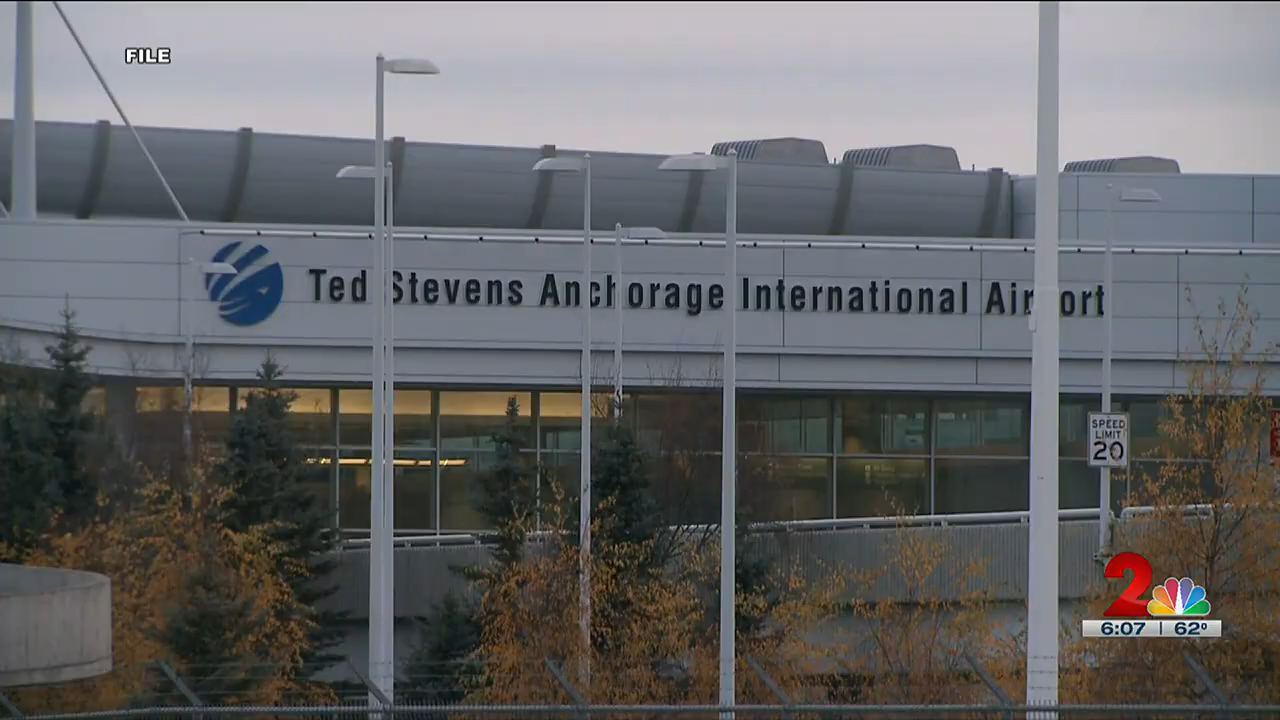 FILE
Ted Stevens Anchorage International Airport
SPEED
LIMIT
20
2
6:07 | 62°